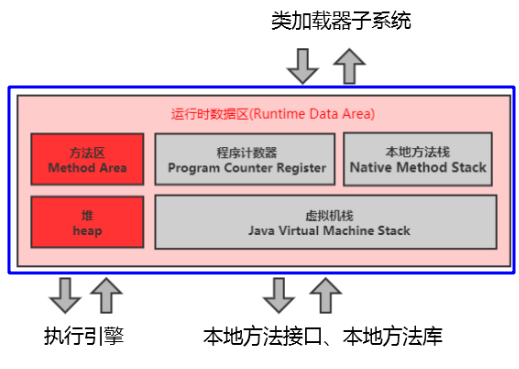 类加载器子系统
运行时数据区(Runtime Data Area)
方法区
Method Area
程序计数器
Program Counter Register
本地方法栈
Native Method Stack
堆
heap
虚拟机栈
Java Virtual Machine Stack
执行引擎
本地方法接口、本地方法库